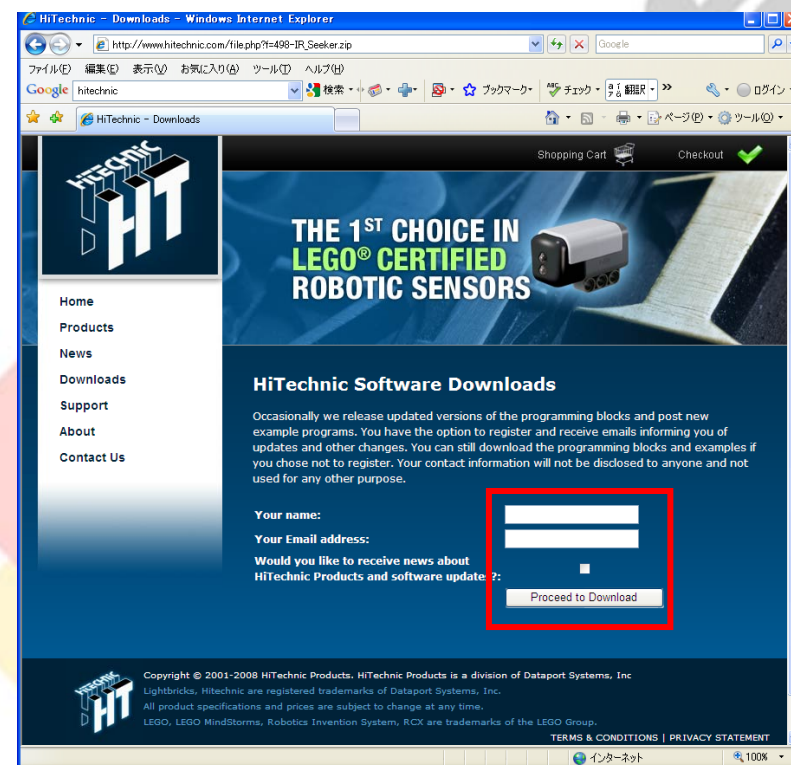 HiTechnic - Downloads - Windows Internet Explorer
http://www.hitechnic.com/file.php?f=498-IR_Seeker.zip
Google
ファイル(F) 編集(E) 表示(V) お気に入り(A) ツール(T) ヘルプ(H)
Google hitechnic 検索 ブックマーク チェック 翻訳 ログイン
HiTechnic - Downloads ページ(P) ツール(O)
HiTECHNiC
HT
Shopping Cart Checkout
THE 1ST CHOICE IN
LEGO® CERTIFIED
ROBOTIC SENSORS
Home
Products
News
Downloads
Support
About
Contact Us
HiTechnic Software Downloads
Occasionally we release updated versions of the programming blocks and post new
example programs. You have the option to register and receive emails informing you of
updates and other changes. You can still download the programming blocks and examples if
you chose not to register. Your contact information will not be disclosed to anyone and not
used for any other purpose.
Your name:
Your Email address:
Would you like to receive news about
HiTechnic Products and software updates?:
Proceed to Download
HiTECHNiC
HT
Copyright © 2001-2008 HiTechnic Products. HiTechnic Products is a division of Dataport Systems, Inc
Lightbricks, Hitechnic are registered trademarks of Dataport Systems, Inc.
All product specifications and prices are subject to change at any time.
LEGO, LEGO MindStorms, Robotics Invention System, RCX are trademarks of the LEGO Group.
TERMS & CONDITIONS | PRIVACY STATEMENT
インターネット 100%